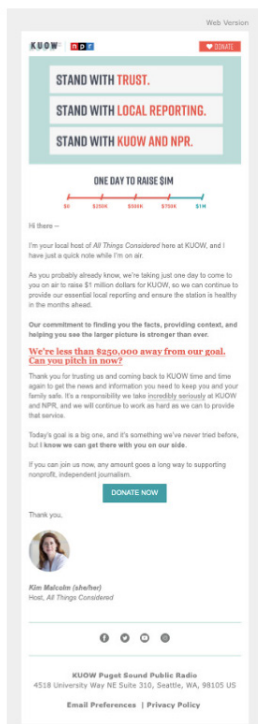 Web Version
KUOW npr
DONATE
STAND WITH TRUST.
STAND WITH LOCAL REPORTING.
STAND WITH KUOW AND NPR.
ONE DAY TO RAISE $1M
$0 $250K $500K $750K $1M
Hi there —
I'm your local host of All Things Considered here at KUOW, and I
have just a quick note while I'm on air.
As you probably already know, we're taking just one day to come to
you on air to raise $1 million dollars for KUOW, so we can continue to
provide our essential local reporting and ensure the station is healthy
in the months ahead.
Our commitment to finding you the facts, providing context, and
helping you see the larger picture is stronger than ever.
We're less than $250,000 away from our goal.
Can you pitch in now?
Thank you for trusting us and coming back to KUOW time and time
again to get the news and information you need to keep you and your
family safe. It's a responsibility we take incredibly seriously at KUOW
and NPR, and we will continue to work as hard as we can to provide
that service.
Today's goal is a big one, and it's something we've never tried before,
but I know we can get there with you on our side.
If you can join us now, any amount goes a long way to supporting
nonprofit, independent journalism.
DONATE NOW
Thank you,
Kim Malcolm (she/her)
Host, All Things Considered
KUOW Puget Sound Public Radio
4518 University Way NE Suite 310, Seattle, WA, 98105 US
Email Preferences | Privacy Policy